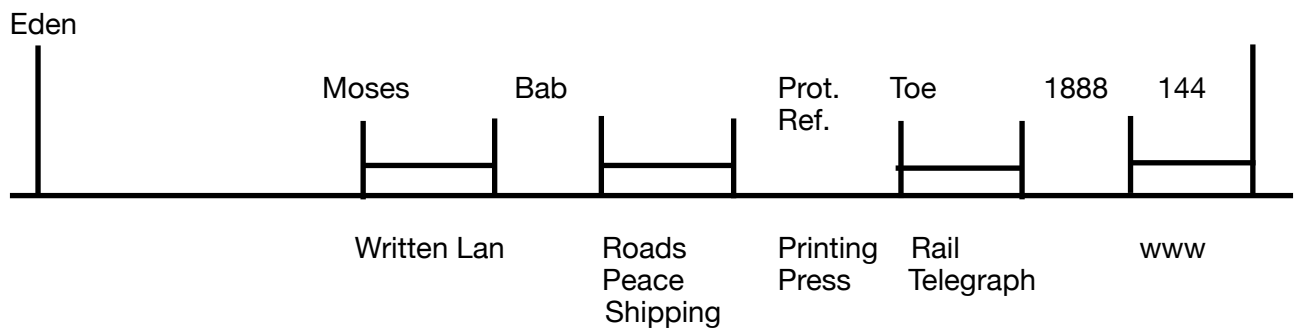 Eden
Moses
Bab
Prot.
Ref.
Toe
1888
144
Written Lan
Roads
Peace
Shipping
Printing
Press
Rail
Telegraph
www